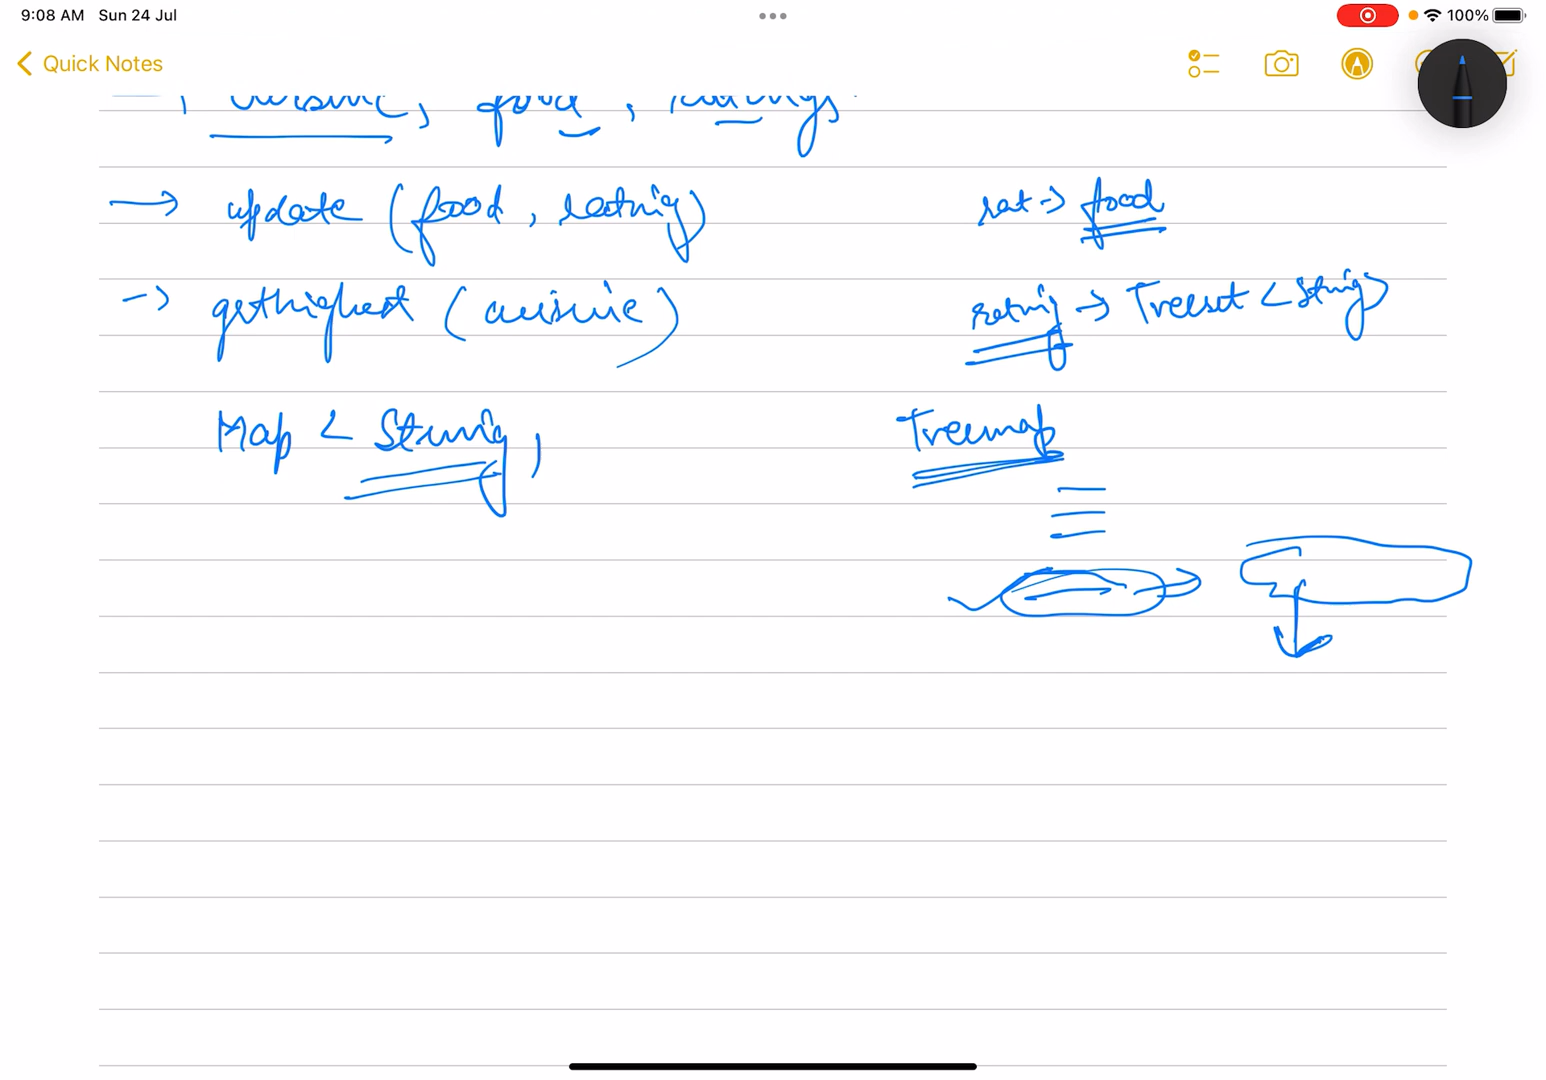 9:08 AM Sun 24 Jul 100%
Quick Notes
, cuisine, food, ratings
→ update (food, rating)
rat → food
→ gethighest (cuisine)
rating → Treeset < String>
Map < String,
Treemap